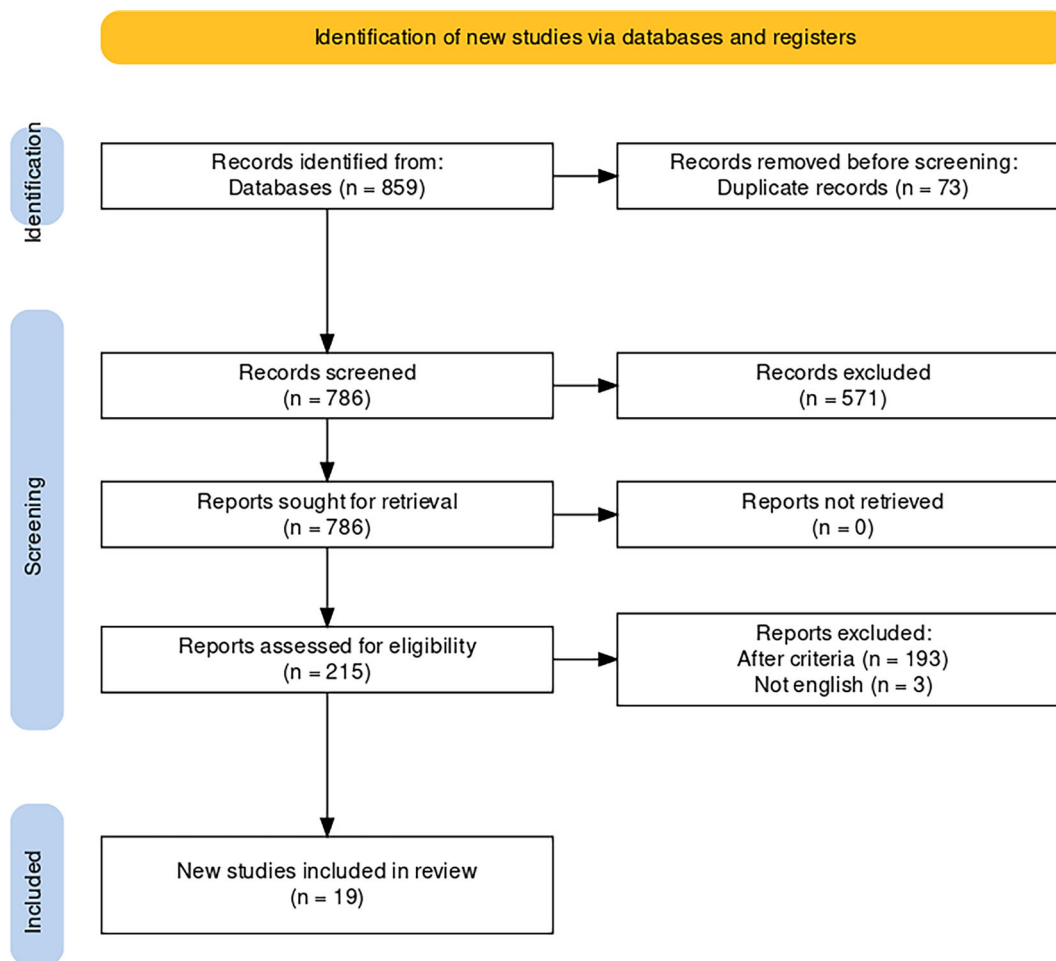 Identification of new studies via databases and registers
Identification
Records identified from:
Databases (n = 859)
Records removed before screening:
Duplicate records (n = 73)
Screening
Records screened
(n = 786)
Records excluded
(n = 571)
Reports sought for retrieval
(n = 786)
Reports not retrieved
(n = 0)
Reports assessed for eligibility
(n = 215)
Reports excluded:
After criteria (n = 193)
Not english (n = 3)
Included
New studies included in review
(n = 19)